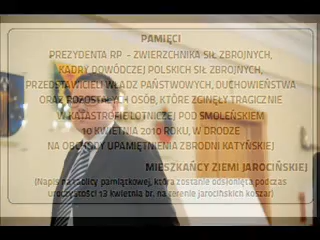 PAMIĘCI
PREZYDENTA RP - ZWIERZCHNIKA SIŁ ZBROJNYCH,
KADRY DOWÓDCZEJ POLSKICH SIŁ ZBROJNYCH,
PRZEDSTAWICIELI WŁADZ PAŃSTWOWYCH, DUCHOWIEŃSTWA
ORAZ POZOSTAŁYCH OSÓB, KTÓRE ZGINĘŁY TRAGICZNIE
W KATASTROFIE LOTNICZEJ POD SMOLEŃSKIEM
10 KWIETNIA 2010 ROKU, W DRODZE
NA OBCHODY UPAMIĘTNIENIA ZBRODNI KATYŃSKIEJ
MIESZKAŃCY ZIEMI JAROCIŃSKIEJ
(Napis na tablicy pamiątkowej, która zostanie odsłonięta podczas
uroczystości 13 kwietnia br. na terenie jarocińskich koszar)